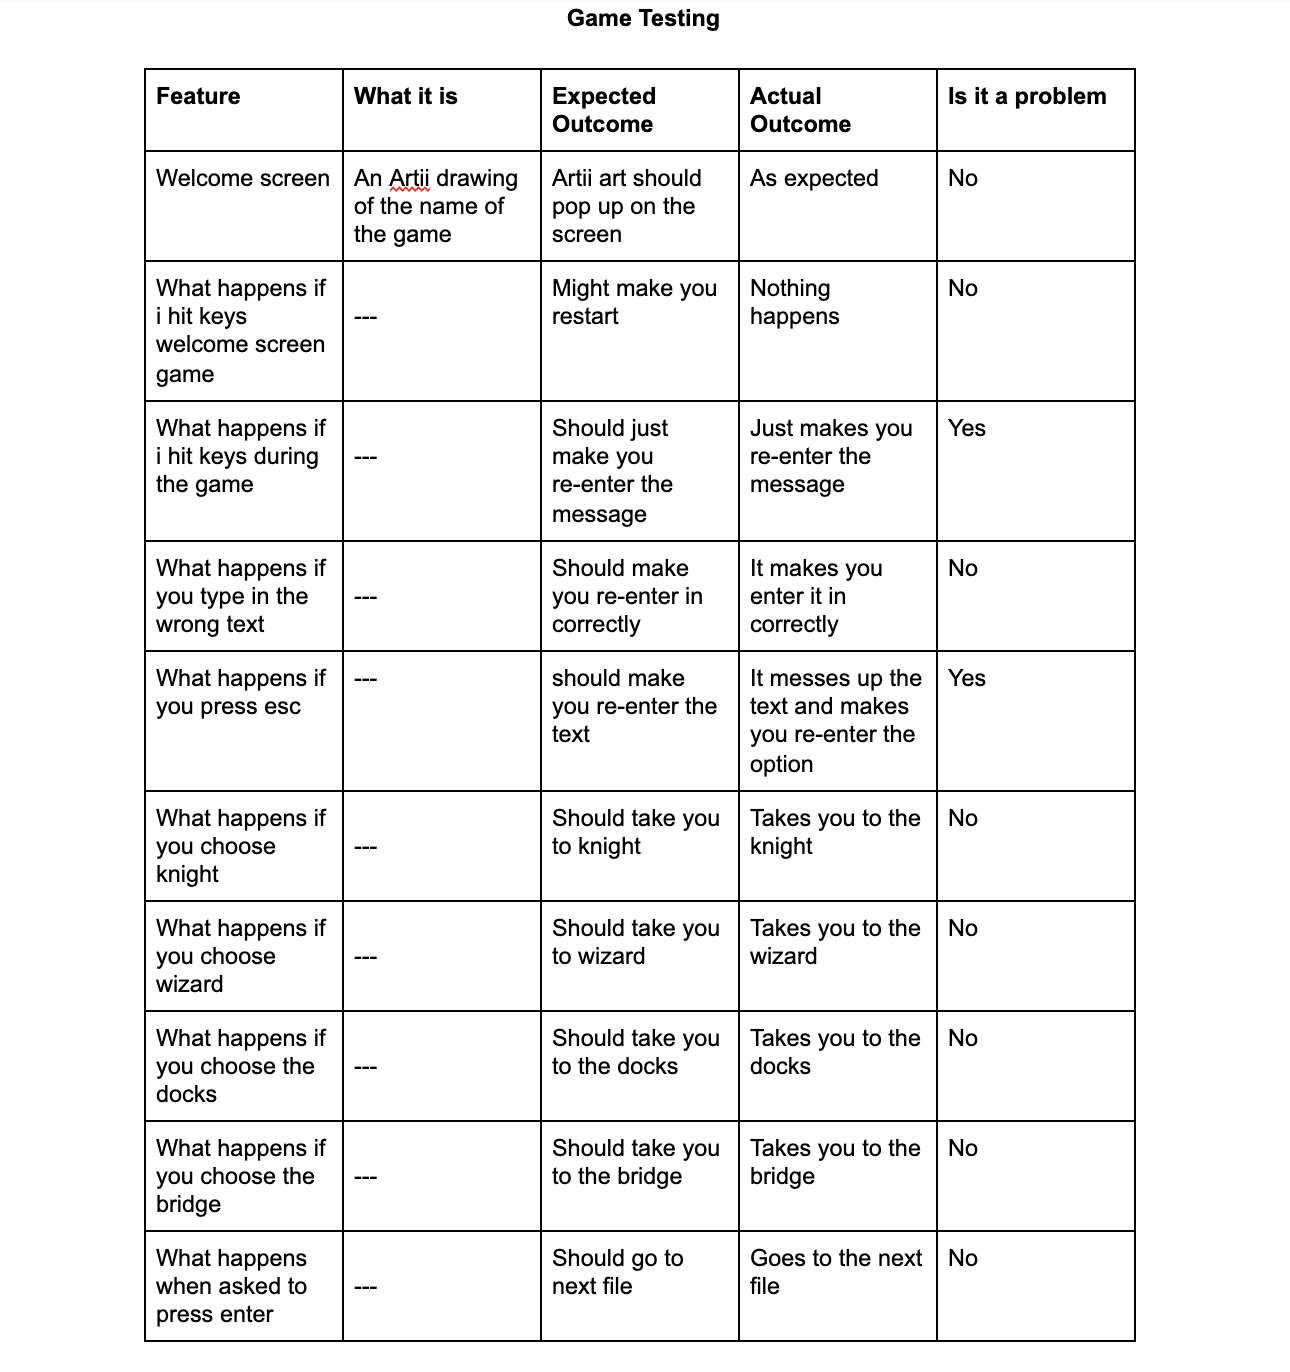 Game Testing
Feature
What it is
Expected
Outcome
Actual
Outcome
Is it a problem
Welcome screen
An Artii drawing
of the name of
the game
Artii art should
pop up on the
screen
As expected
No
What happens if
i hit keys
welcome screen
game
---
Might make you
restart
Nothing
happens
No
What happens if
i hit keys during
the game
---
Should just
make you
re-enter the
message
Just makes you
re-enter the
message
Yes
What happens if
you type in the
wrong text
---
Should make
you re-enter in
correctly
It makes you
enter it in
correctly
No
What happens if
you press esc
---
should make
you re-enter the
text
It messes up the
text and makes
you re-enter the
option
Yes
What happens if
you choose
knight
---
Should take you
to knight
Takes you to the
knight
No
What happens if
you choose
wizard
---
Should take you
to wizard
Takes you to the
wizard
No
What happens if
you choose the
docks
---
Should take you
to the docks
Takes you to the
docks
No
What happens if
you choose the
bridge
---
Should take you
to the bridge
Takes you to the
bridge
No
What happens
when asked to
press enter
---
Should go to
next file
Goes to the next
file
No